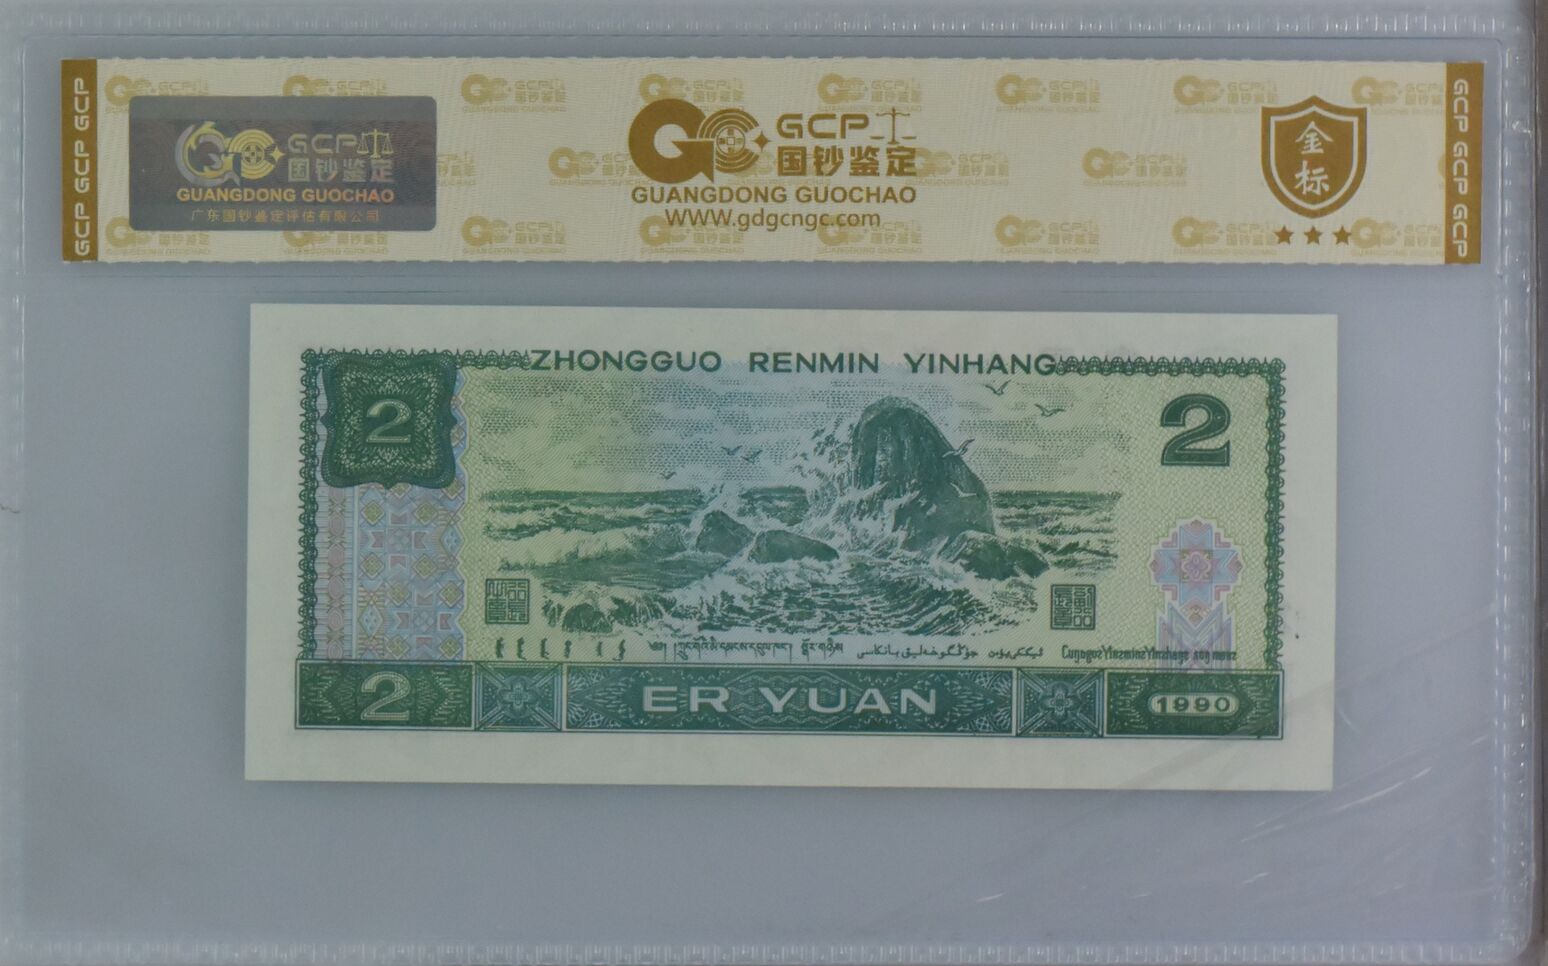 GCP GCP GCP
GCP
国钞鉴定
GUANGDONG GUOCHAO
广东国钞鉴定评估有限公司
GCP
国钞鉴定
GUANGDONG GUOCHAO
WWW.gdgcngc.com
金标
GCP GCP GCP
ZHONGGUO RENMIN YINHANG
2
2
2
ER YUAN
1990